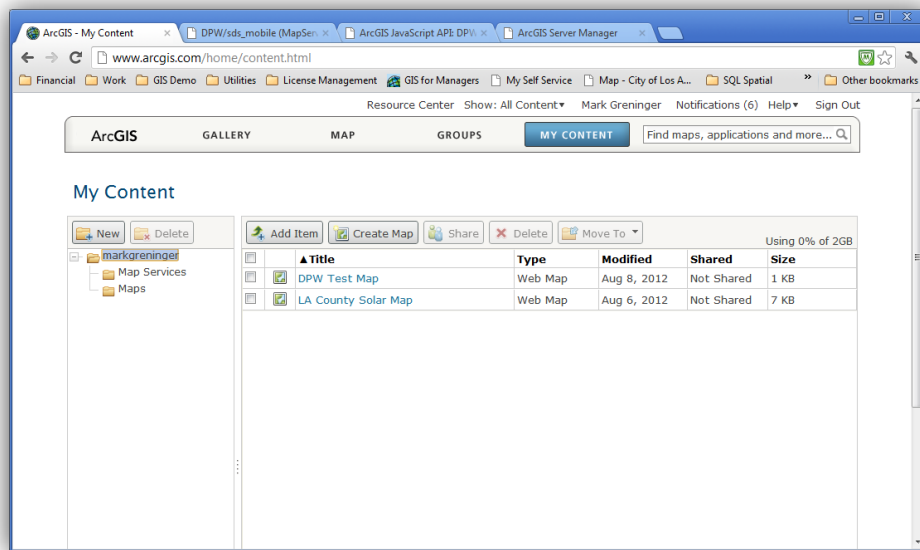 ArcGIS - My Content
DPW/sds_mobile (MapServ
ArcGIS JavaScript API: DPW
ArcGIS Server Manager
www.arcgis.com/home/content.html
Financial Work GIS Demo Utilities License Management GIS for Managers My Self Service Map - City of Los A... SQL Spatial » Other bookmarks
Resource Center Show: All Content▾ Mark Greninger Notifications (6) Help▾ Sign Out
ArcGIS GALLERY MAP GROUPS MY CONTENT Find maps, applications and more...
My Content
New Delete
Add Item Create Map Share Delete Move To
Using 0% of 2GB
markgreninger
Map Services
Maps
▲Title Type Modified Shared Size
DPW Test Map Web Map Aug 8, 2012 Not Shared 1 KB
LA County Solar Map Web Map Aug 6, 2012 Not Shared 7 KB